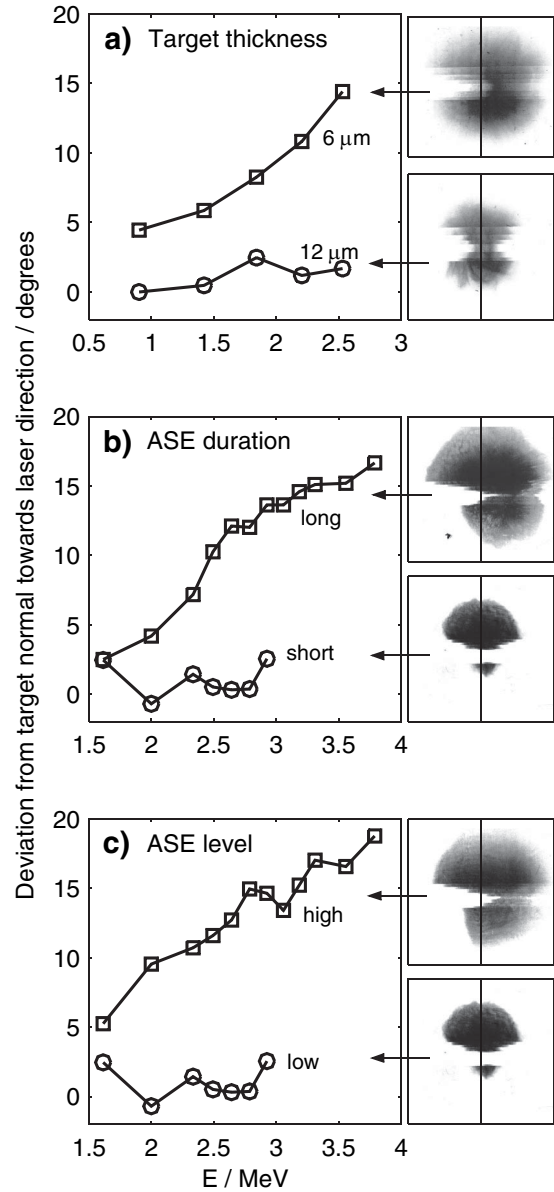 Deviation from target normal towards laser direction / degrees
a) Target thickness
20
15
10
5
0
6 μm
12 μm
0.5 1 1.5 2 2.5 3
b) ASE duration
20
15
10
5
0
long
short
1.5 2 2.5 3 3.5 4
c) ASE level
20
15
10
5
0
high
low
1.5 2 2.5 3 3.5 4
E / MeV